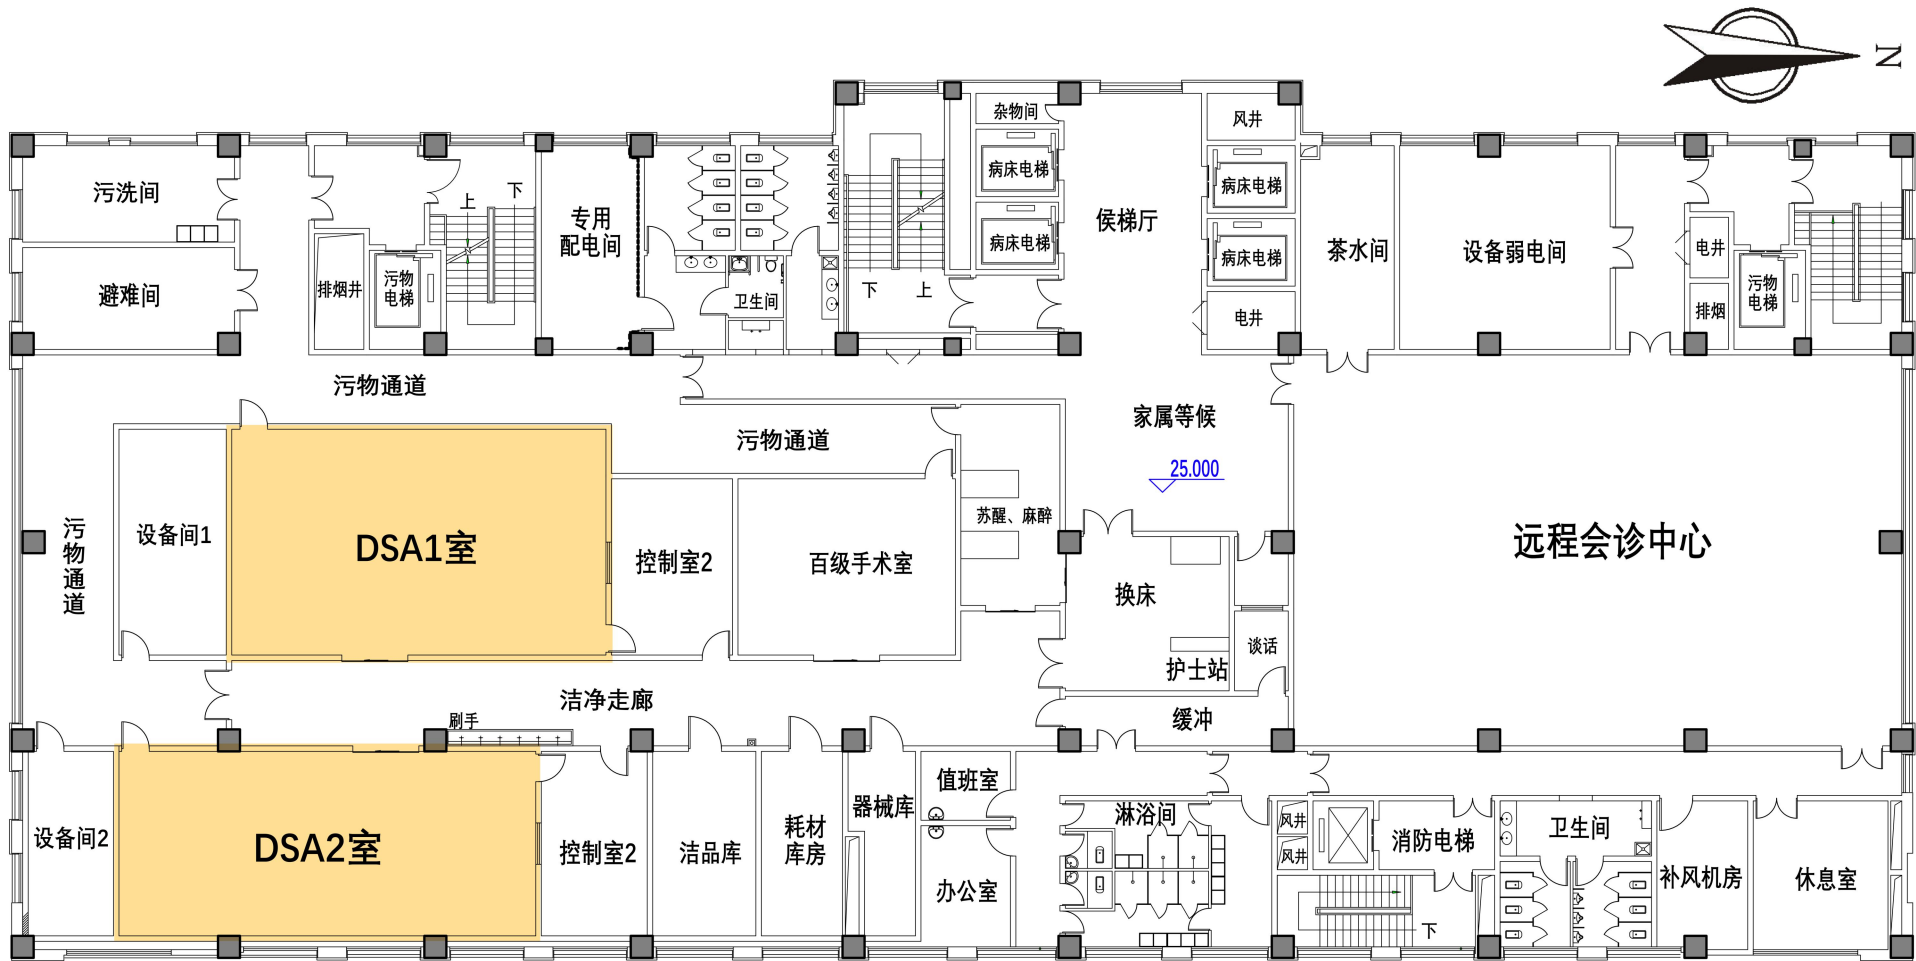 N
杂物间
风井
污洗间
上
下
专用
配电间
病床电梯
病床电梯
侯梯厅
病床电梯
病床电梯
茶水间
设备弱电间
电井
避难间
排烟井
污物
电梯
卫生间
下
上
电井
排烟
污物
电梯
污物通道
污物通道
家属等候
25.000
污物通道
设备间1
DSA1室
控制室2
百级手术室
苏醒、麻醉
换床
远程会诊中心
谈话
护士站
洁净走廊
刷手
缓冲
设备间2
DSA2室
控制室2
洁品库
耗材
库房
器械库
值班室
办公室
淋浴间
风井
风井
消防电梯
卫生间
下
补风机房
休息室